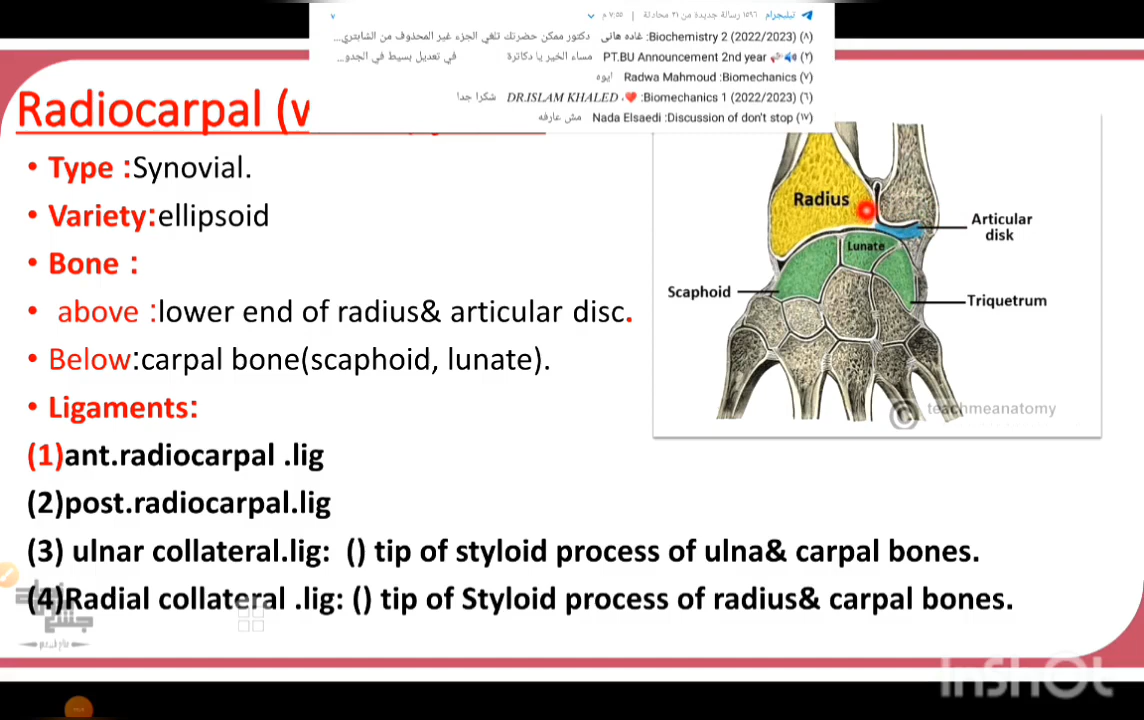 تيليجرام ١٥٩٦ رسالة جديدة من ٣١ محادثة | ٧:٥٥ م
Biochemistry 2 (2022/2023) (٨): غاده هانى دكتور ممكن حضرتك تلغي الجزء غير المحذوف من الشابتري...
PT.BU Announcement 2nd year (٢) مساء الخير يا دكاترة في تعديل بسيط في الجدو...
Radwa Mahmoud :Biomechanics (٧) ايوه
DR.ISLAM KHALED :Biomechanics 1 (2022/2023) (٦) شكرا جدا
Nada Elsaedi :Discussion of don't stop (١٧) مش عارفه
Radiocarpal (w
• Type :Synovial.
• Variety:ellipsoid
• Bone :
• above :lower end of radius& articular disc.
• Below:carpal bone(scaphoid, lunate).
• Ligaments:
(1)ant.radiocarpal .lig
(2)post.radiocarpal.lig
(3) ulnar collateral.lig: () tip of styloid process of ulna& carpal bones.
(4)Radial collateral .lig: () tip of Styloid process of radius& carpal bones.
Radius
Articular
disk
Lunate
Scaphoid
Triquetrum
© teachmeanatomy
InShOt